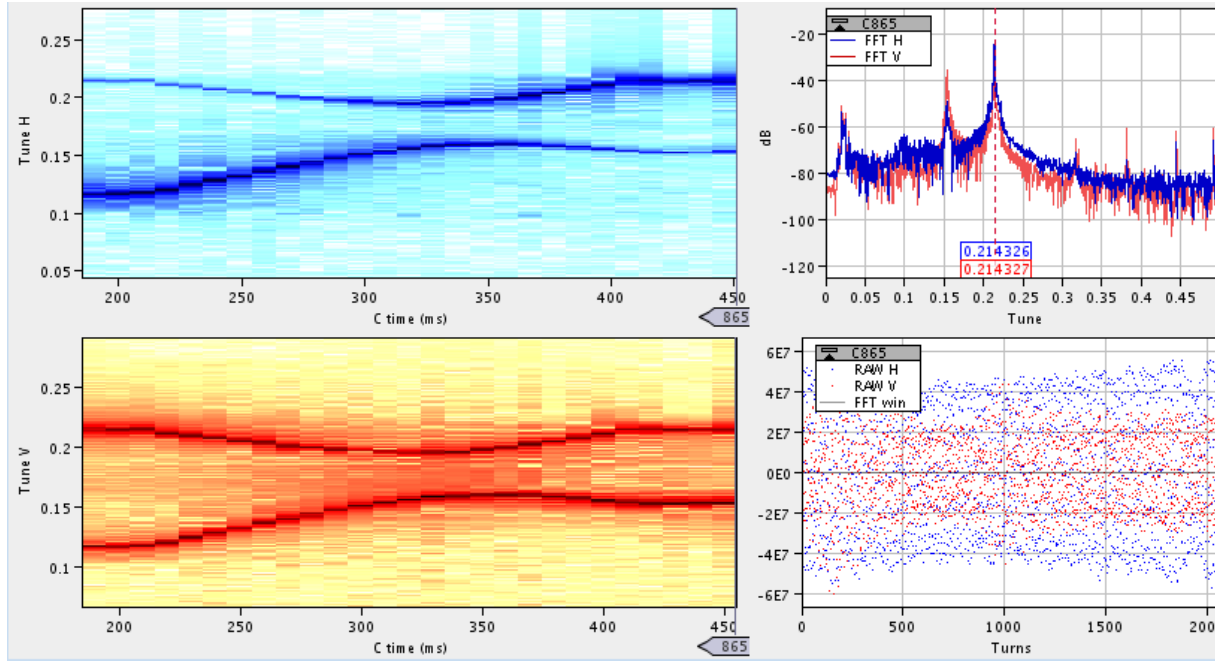 0.25
0.2
0.15
0.1
0.05
Tune H
200 250 300 350 400 450
C time (ms)
865
C865
FFT H
FFT V
-20
-40
-60
-80
-100
-120
dB
0.214326
0.214327
0 0.05 0.1 0.15 0.2 0.25 0.3 0.35 0.4 0.45
Tune
0.25
0.2
0.15
0.1
Tune V
200 250 300 350 400 450
C time (ms)
865
C865
RAW H
RAW V
FFT win
6E7
4E7
2E7
0E0
-2E7
-4E7
-6E7
0 500 1000 1500
Turns